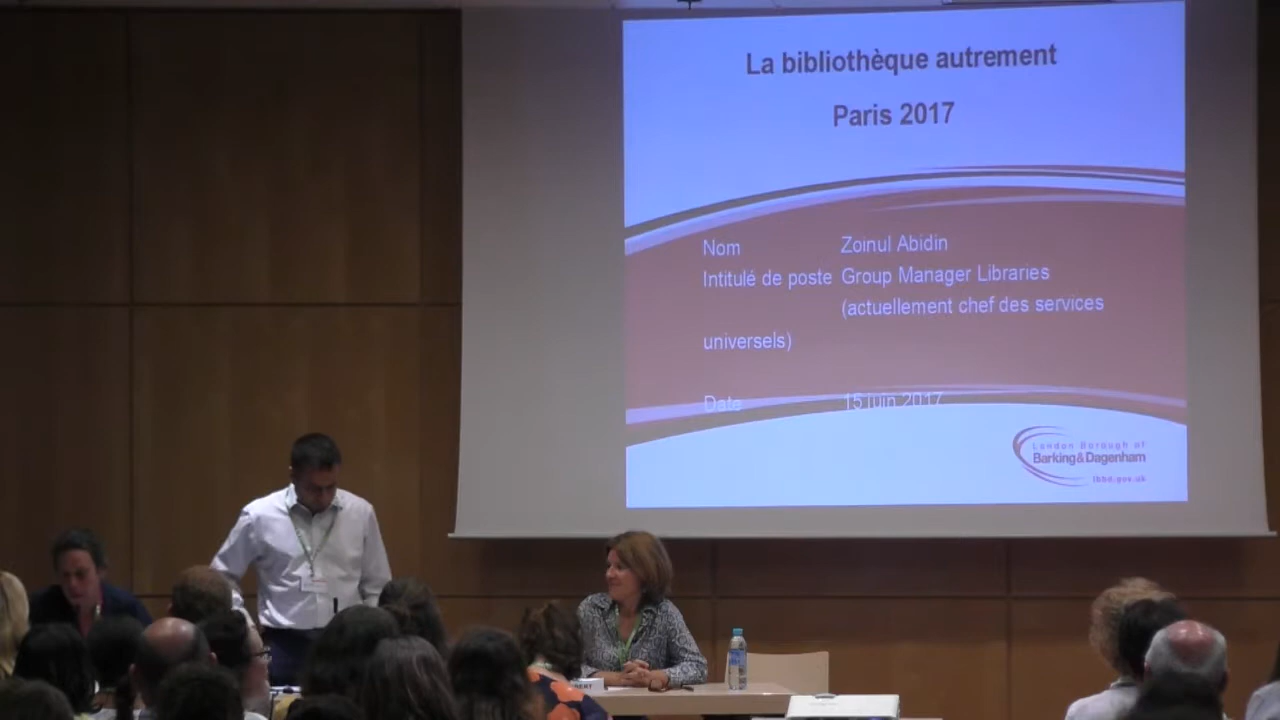 La bibliothèque autrement
Paris 2017
Nom Zoinul Abidin
Intitulé de poste Group Manager Libraries
(actuellement chef des services
universels)
Date 15 juin 2017
London Borough of
Barking&Dagenham
lbbd.gov.uk